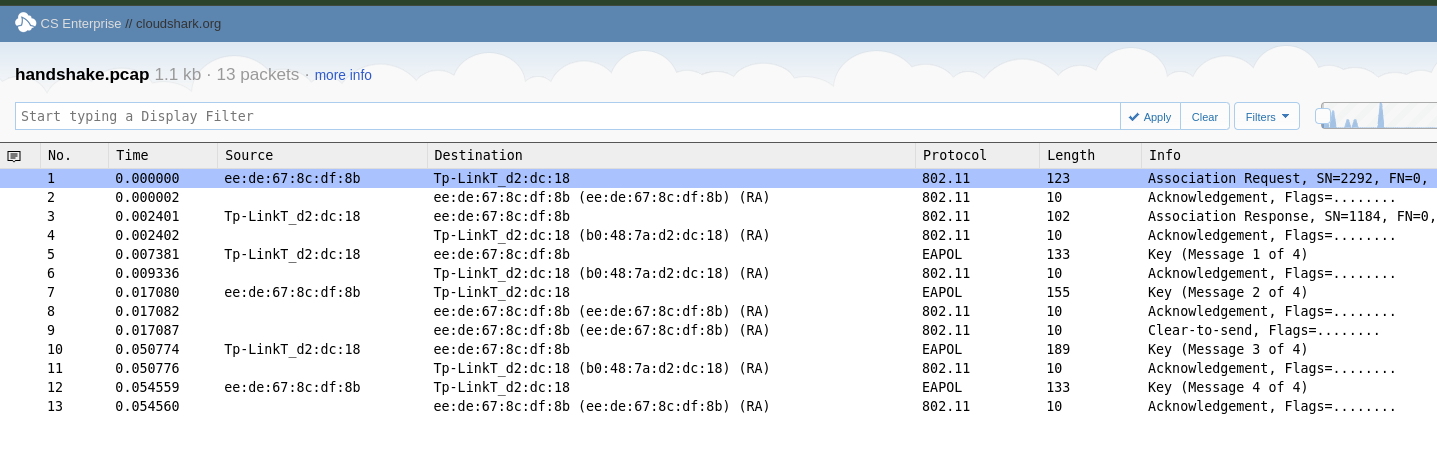 CS Enterprise // cloudshark.org
handshake.pcap 1.1 kb · 13 packets · more info
Start typing a Display Filter Apply Clear Filters
No. Time Source Destination Protocol Length Info
1 0.000000 ee:de:67:8c:df:8b Tp-LinkT_d2:dc:18 802.11 123 Association Request, SN=2292, FN=0,
2 0.000002 ee:de:67:8c:df:8b (ee:de:67:8c:df:8b) (RA) 802.11 10 Acknowledgement, Flags=........
3 0.002401 Tp-LinkT_d2:dc:18 ee:de:67:8c:df:8b 802.11 102 Association Response, SN=1184, FN=0,
4 0.002402 Tp-LinkT_d2:dc:18 (b0:48:7a:d2:dc:18) (RA) 802.11 10 Acknowledgement, Flags=........
5 0.007381 Tp-LinkT_d2:dc:18 ee:de:67:8c:df:8b EAPOL 133 Key (Message 1 of 4)
6 0.009336 Tp-LinkT_d2:dc:18 (b0:48:7a:d2:dc:18) (RA) 802.11 10 Acknowledgement, Flags=........
7 0.017080 ee:de:67:8c:df:8b Tp-LinkT_d2:dc:18 EAPOL 155 Key (Message 2 of 4)
8 0.017082 ee:de:67:8c:df:8b (ee:de:67:8c:df:8b) (RA) 802.11 10 Acknowledgement, Flags=........
9 0.017087 ee:de:67:8c:df:8b (ee:de:67:8c:df:8b) (RA) 802.11 10 Clear-to-send, Flags=........
10 0.050774 Tp-LinkT_d2:dc:18 ee:de:67:8c:df:8b EAPOL 189 Key (Message 3 of 4)
11 0.050776 Tp-LinkT_d2:dc:18 (b0:48:7a:d2:dc:18) (RA) 802.11 10 Acknowledgement, Flags=........
12 0.054559 ee:de:67:8c:df:8b Tp-LinkT_d2:dc:18 EAPOL 133 Key (Message 4 of 4)
13 0.054560 ee:de:67:8c:df:8b (ee:de:67:8c:df:8b) (RA) 802.11 10 Acknowledgement, Flags=........